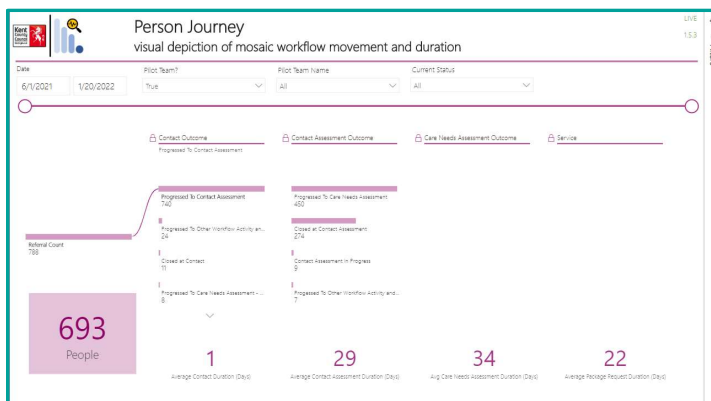 Kent
County
Council
Person Journey
visual depiction of mosaic workflow movement and duration
LIVE
1.5.3
Date
Pilot Team?
Pilot Team Name
Current Status
6/1/2021
1/20/2022
True
All
All
Contact Outcome
Contact Assessment Outcome
Care Needs Assessment Outcome
Service
Progressed To Contact Assessment
Progressed To Contact Assessment
740
Progressed To Care Needs Assessment
450
Progressed To Other Workflow Activity an...
24
Closed at Contact Assessment
274
Referral Count
788
Closed at Contact
11
Contact Assessment In Progress
9
Progressed To Care Needs Assessment - ...
8
Progressed To Other Workflow Activity and...
7
693
People
1
Average Contact Duration (Days)
29
Average Contact Assessment Duration (Days)
34
Avg.Care Needs Assessment Duration (Days)
22
Average Package Request Duration (Days)